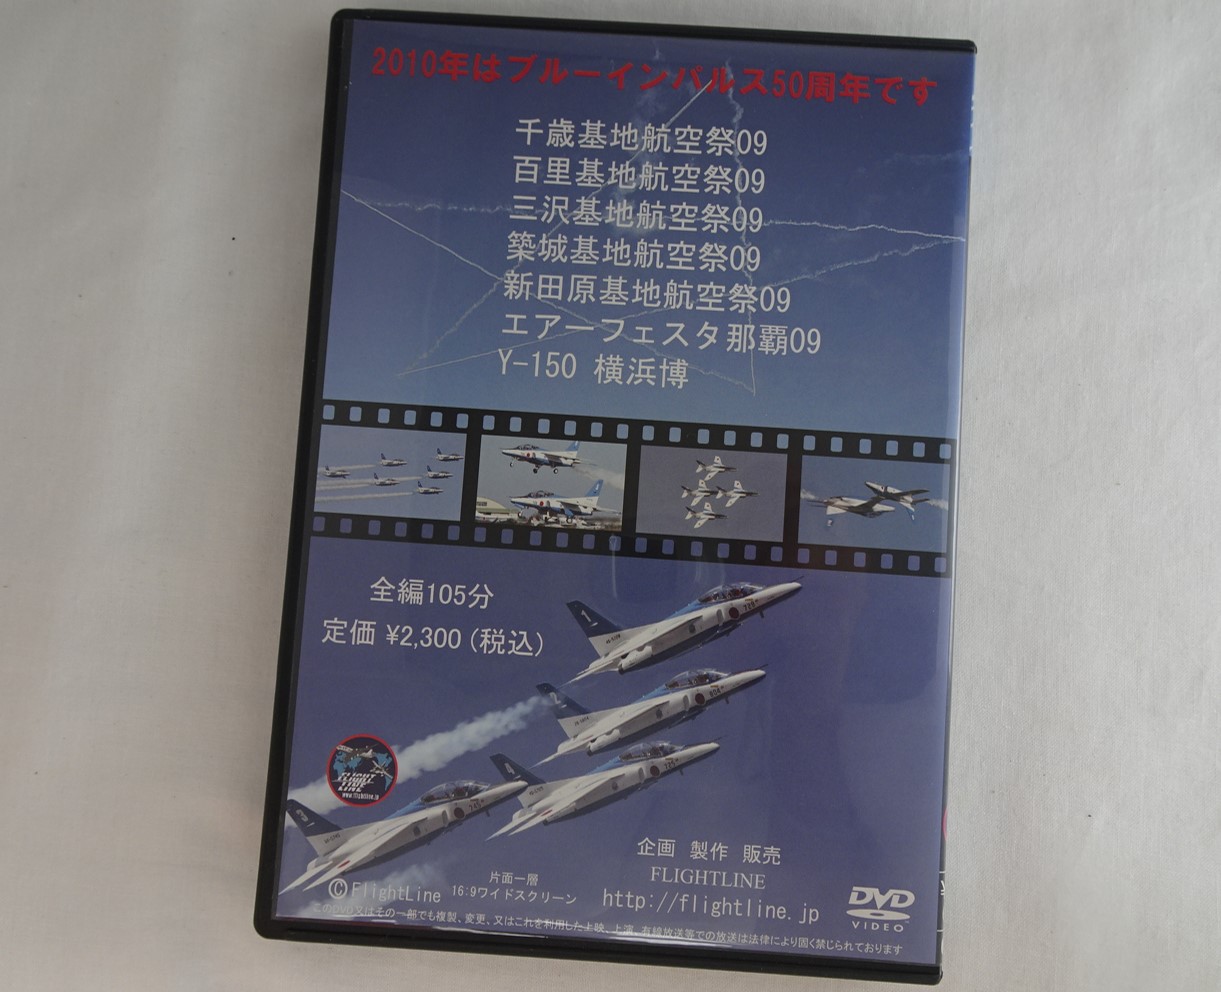 2010年はブルーインパルス50周年です
千歳基地航空祭09
百里基地航空祭09
三沢基地航空祭09
築城基地航空祭09
新田原基地航空祭09
エアーフェスタ那覇09
Y-150 横浜博
全編105分
定価 ¥2,300 (税込)
FLIGHT
LINE
www.flightline.jp
企画 製作 販売
FLIGHTLINE
http://flightline.jp
片面一層
16:9ワイドスクリーン
©FlightLine
DVD
VIDEO
このDVD又はその一部でも複製、変更、又はこれを利用した上映、上演、有線放送等での放送は法律により固く禁じられております